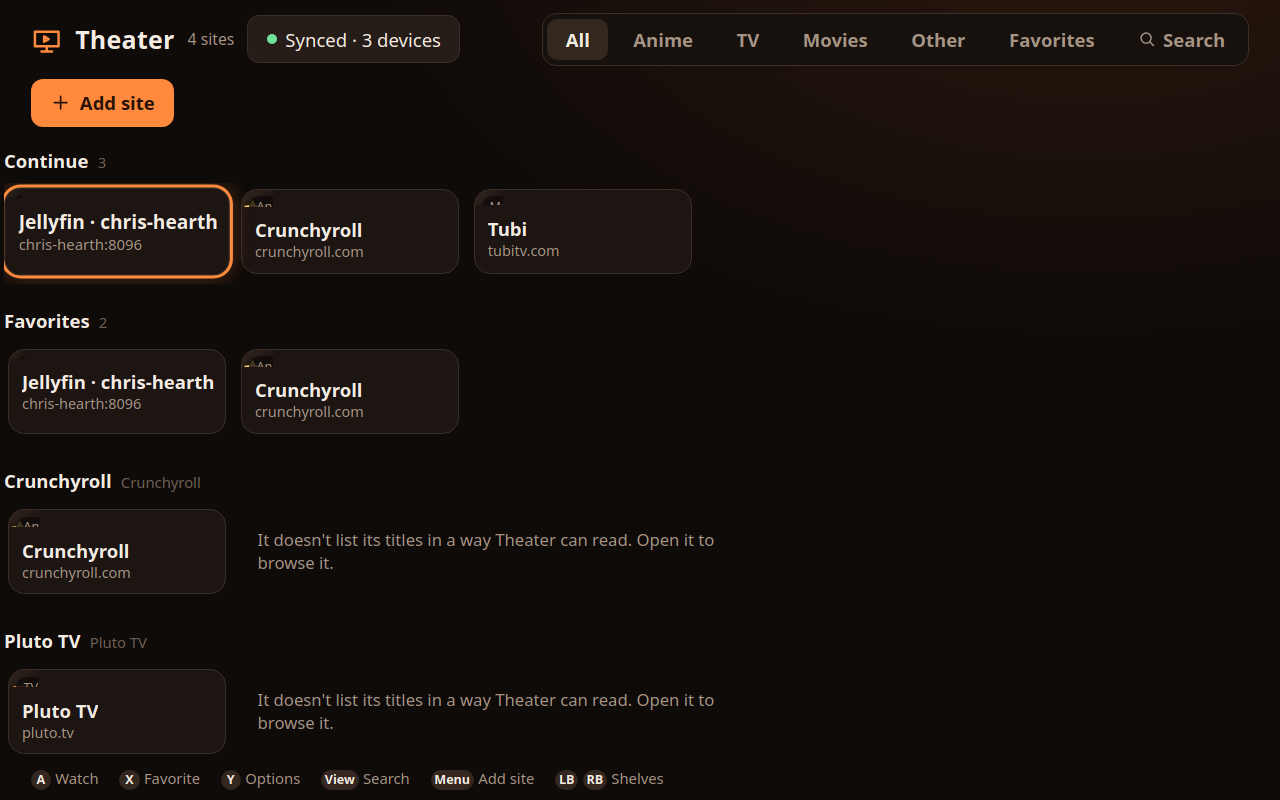 Theater 4 sites Synced · 3 devices All Anime TV Movies Other Favorites Search
+ Add site
Continue 3
Jellyfin · chris-hearth
chris-hearth:8096
Crunchyroll
crunchyroll.com
Tubi
tubitv.com
Favorites 2
Jellyfin · chris-hearth
chris-hearth:8096
Crunchyroll
crunchyroll.com
Crunchyroll Crunchyroll
Crunchyroll
crunchyroll.com
It doesn't list its titles in a way Theater can read. Open it to
browse it.
Pluto TV Pluto TV
Pluto TV
pluto.tv
It doesn't list its titles in a way Theater can read. Open it to
browse it.
A Watch X Favorite Y Options View Search Menu Add site LB RB Shelves